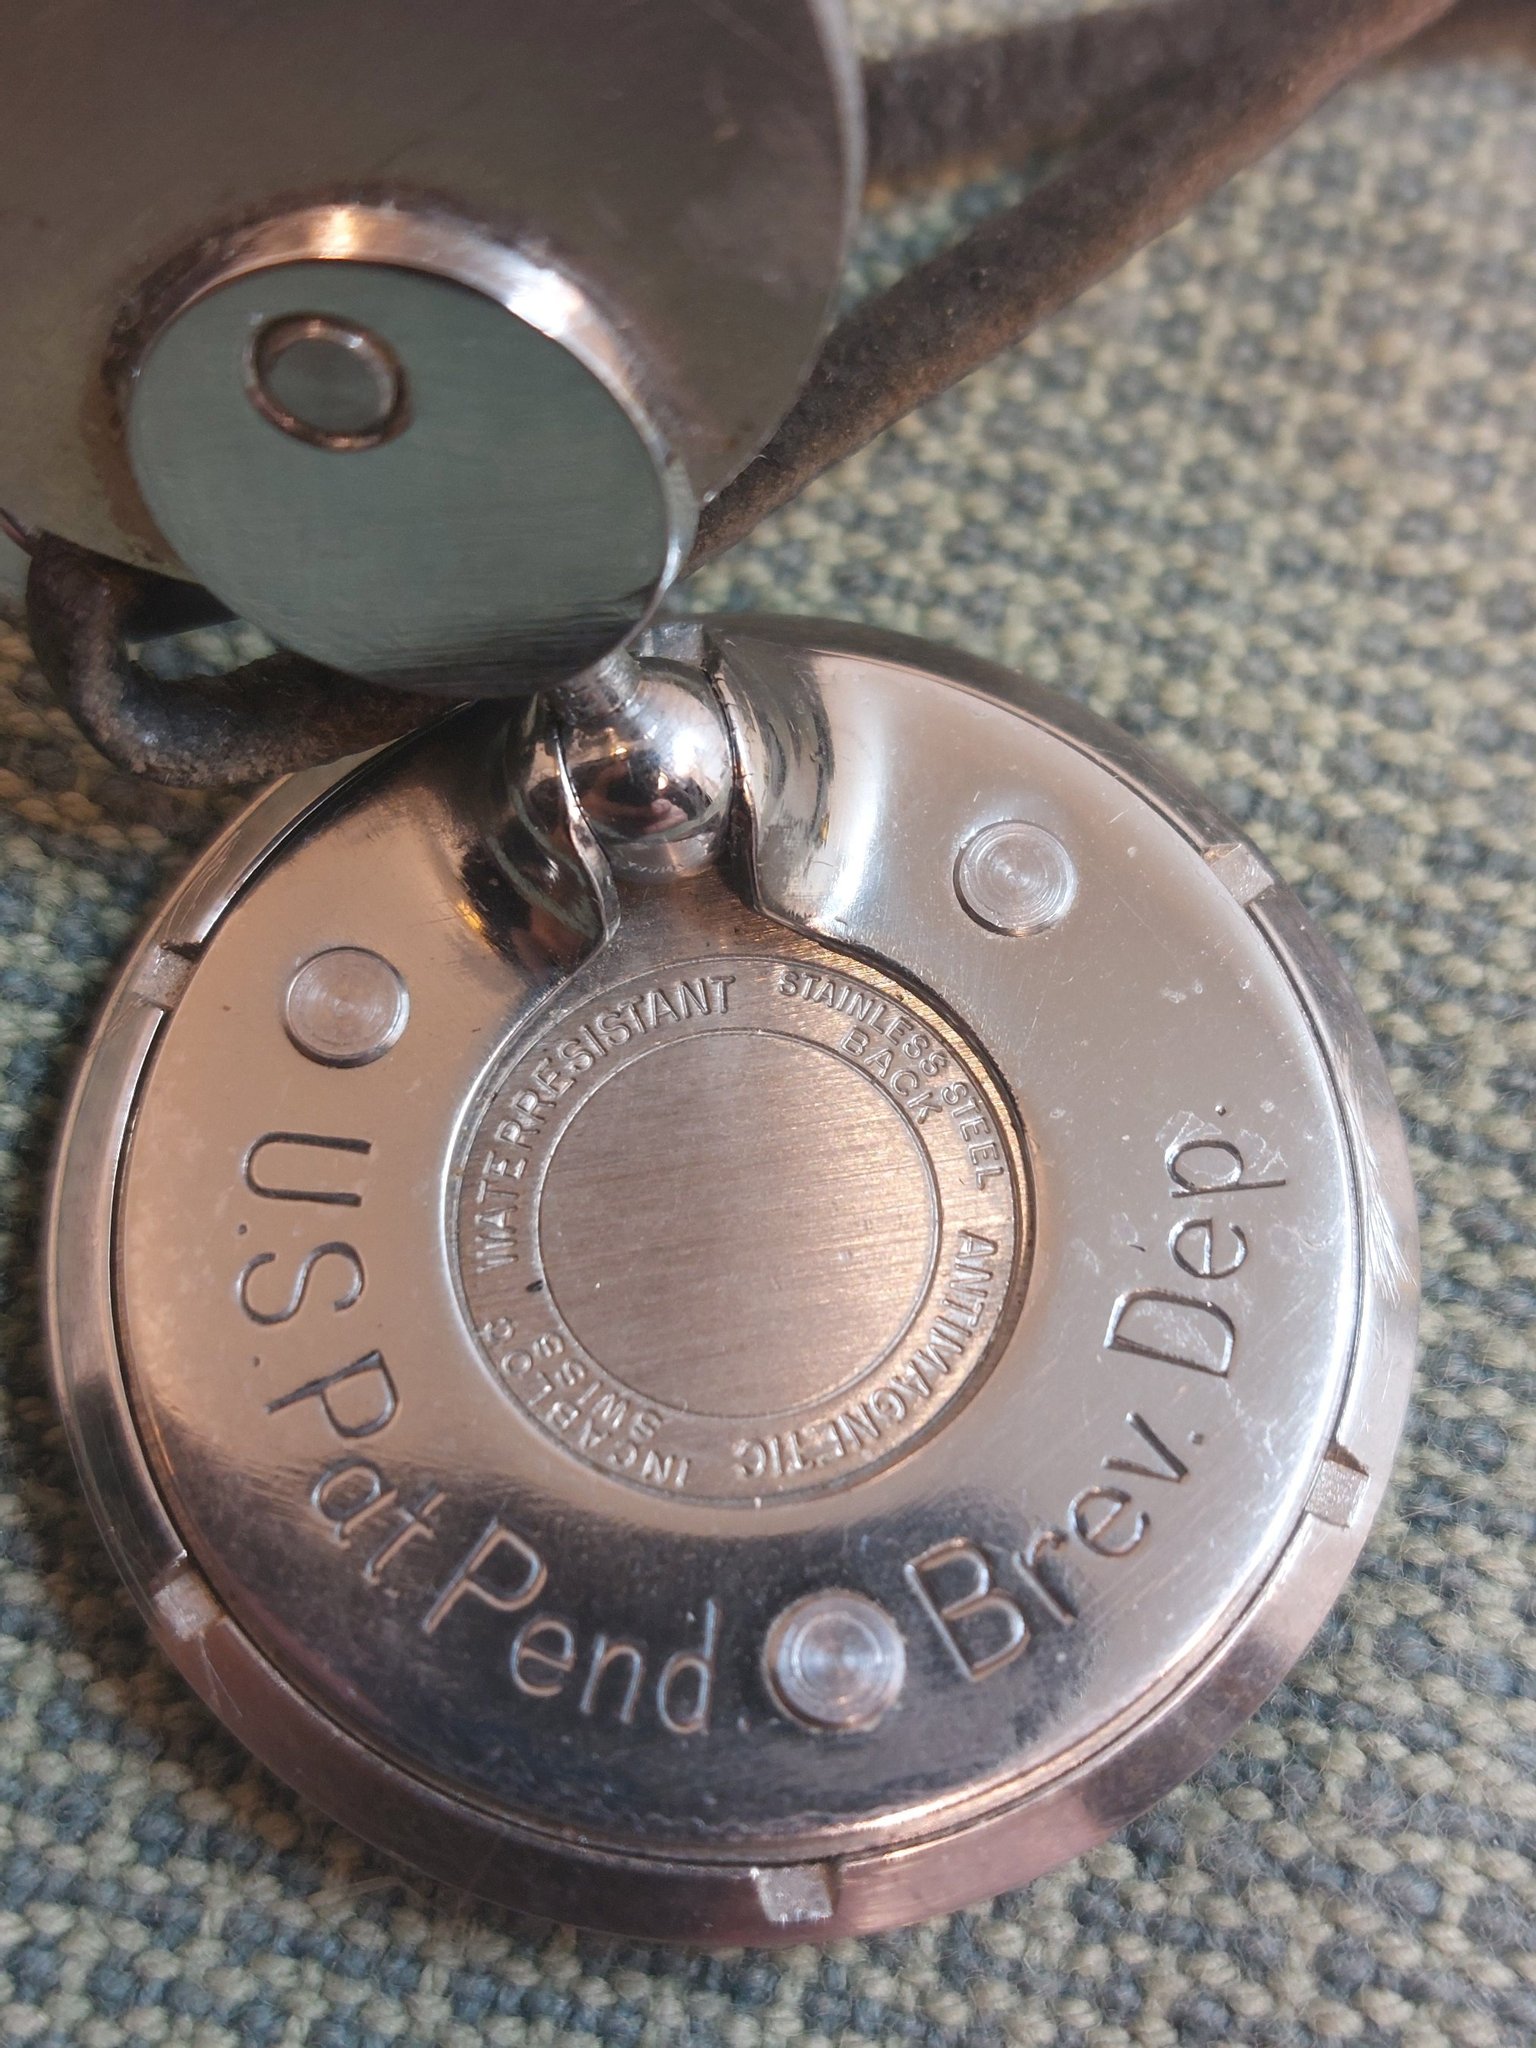 WATERRESISTANT
STAINLESS STEEL
BACK
ANTIMAGNETIC
INCABLOC
SWISS
U.S. Pat Pend.
Brev. Dep.